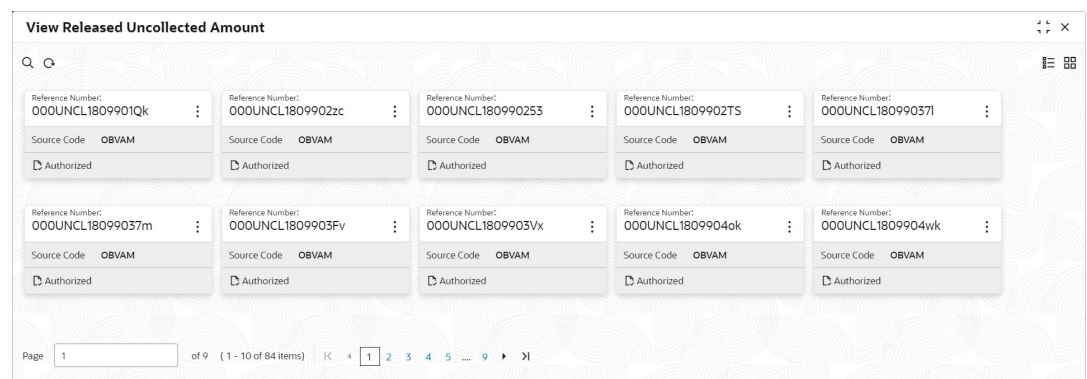 View Released Uncollected Amount
Reference Number: Reference Number: Reference Number: Reference Number: Reference Number:
000UNCL1809901Qk 000UNCL1809902zc 000UNCL180990253 000UNCL1809902TS 000UNCL18099037l
Source Code OBVAM Source Code OBVAM Source Code OBVAM Source Code OBVAM Source Code OBVAM
Authorized Authorized Authorized Authorized Authorized
Reference Number: Reference Number: Reference Number: Reference Number: Reference Number:
000UNCL18099037m 000UNCL1809903Fv 000UNCL1809903Vx 000UNCL1809904ok 000UNCL1809904wk
Source Code OBVAM Source Code OBVAM Source Code OBVAM Source Code OBVAM Source Code OBVAM
Authorized Authorized Authorized Authorized Authorized
Page 1 of 9 ( 1 - 10 of 84 items) 1 2 3 4 5 .... 9